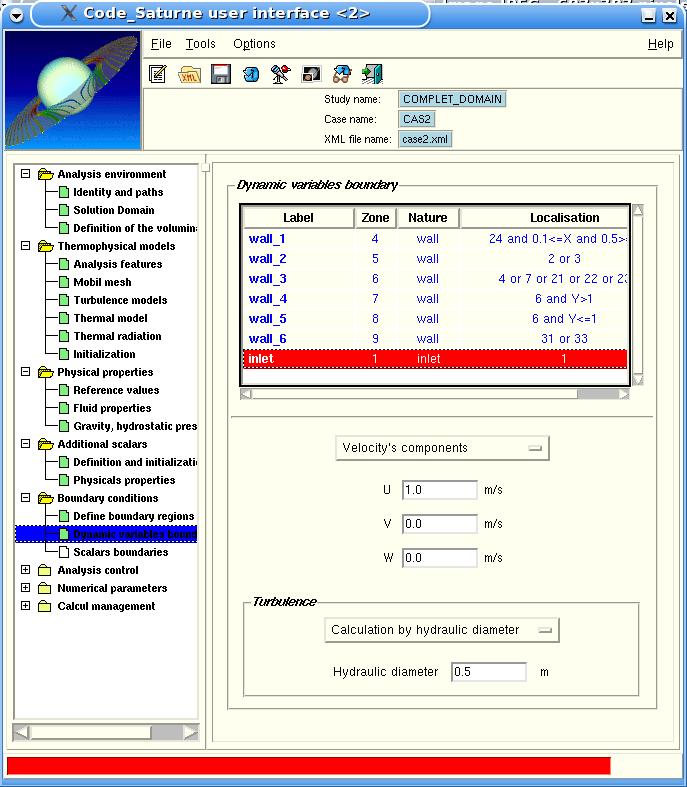 Code_Saturne user interface <2>
File Tools Options Help
XML
Study name: COMPLET_DOMAIN
Case name: CAS2
XML file name: case2.xml
Analysis environment
Identity and paths
Solution Domain
Definition of the volumin
Thermophysical models
Analysis features
Mobil mesh
Turbulence models
Thermal model
Thermal radiation
Initialization
Physical properties
Reference values
Fluid properties
Gravity, hydrostatic pres
Additional scalars
Definition and initializati
Physicals properties
Boundary conditions
Define boundary regions
Dynamic variables bound
Scalars boundaries
Analysis control
Numerical parameters
Calcul management
Dynamic variables boundary
Label Zone Nature Localisation
wall_1 4 wall 24 and 0.1<=X and 0.5>=
wall_2 5 wall 2 or 3
wall_3 6 wall 4 or 7 or 21 or 22 or 23
wall_4 7 wall 6 and Y>1
wall_5 8 wall 6 and Y<=1
wall_6 9 wall 31 or 33
inlet 1 inlet 1
Velocity's components
U 1.0 m/s
V 0.0 m/s
W 0.0 m/s
Turbulence
Calculation by hydraulic diameter
Hydraulic diameter 0.5 m